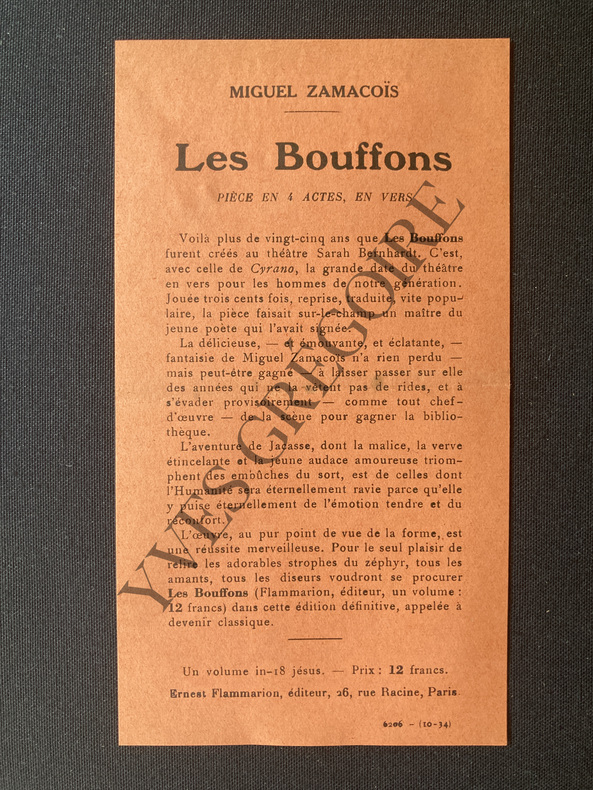 MIGUEL ZAMACOÏS
Les Bouffons
PIÈCE EN 4 ACTES, EN VERS
Voilà plus de vingt-cinq ans que Les Bouffons
furent créés au théâtre Sarah Bernhardt. C'est,
avec celle de Cyrano, la grande date du théâtre
en vers pour les hommes de notre génération.
Jouée trois cents fois, reprise, traduite, vite popu-
laire, la pièce faisait sur-le-champ un maître du
jeune poète qui l'avait signée.
La délicieuse, — et émouvante, et éclatante, —
fantaisie de Miguel Zamacoïs n'a rien perdu —
mais peut-être gagné — à laisser passer sur elle
des années qui ne la vêtent pas de rides, et à
s'évader provisoirement — comme tout chef-
d'œuvre — de la scène pour gagner la biblio-
thèque.
L'aventure de Jacasse, dont la malice, la verve
étincelante et la jeune audace amoureuse triom-
phent des embûches du sort, est de celles dont
l'Humanité sera éternellement ravie parce qu'elle
y puise éternellement de l'émotion tendre et du
réconfort.
L'œuvre, au pur point de vue de la forme, est
une réussite merveilleuse. Pour le seul plaisir de
relire les adorables strophes du zéphyr, tous les
amants, tous les diseurs voudront se procurer
Les Bouffons (Flammarion, éditeur, un volume :
12 francs) dans cette édition définitive, appelée à
devenir classique.
Un volume in-18 jésus. — Prix : 12 francs.
Ernest Flammarion, éditeur, 26, rue Racine, Paris.
6206 - (10-34)
YVES GREGOIRE